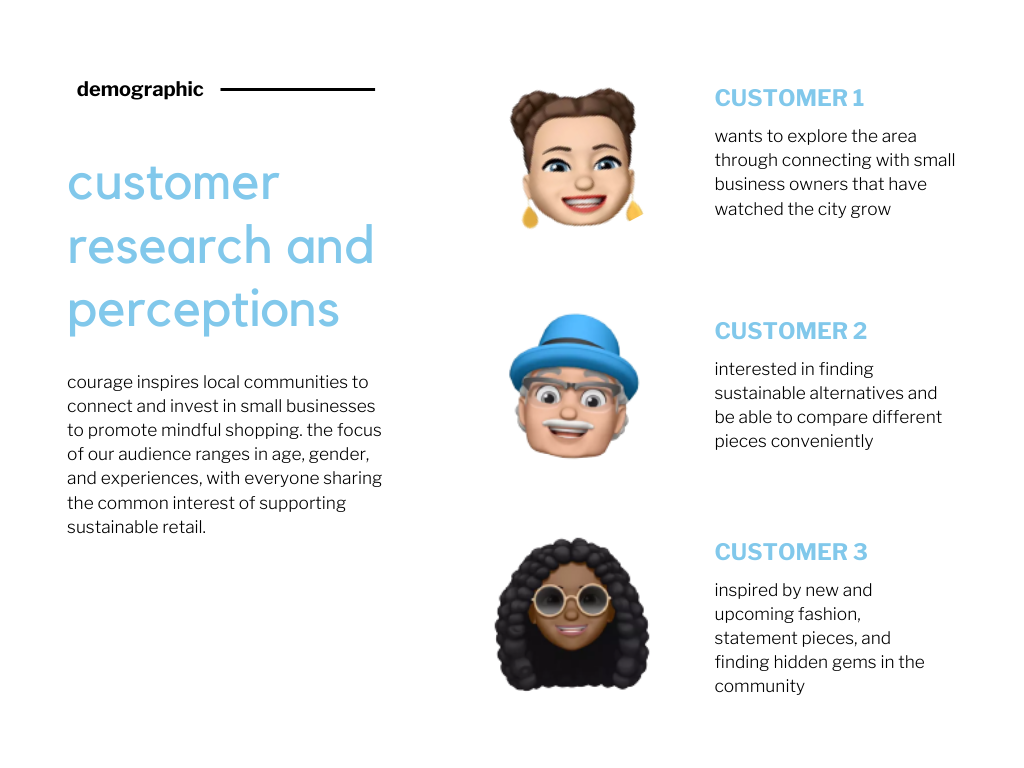 demographic
customer
research and
perceptions
courage inspires local communities to
connect and invest in small businesses
to promote mindful shopping. the focus
of our audience ranges in age, gender,
and experiences, with everyone sharing
the common interest of supporting
sustainable retail.
CUSTOMER 1
wants to explore the area
through connecting with small
business owners that have
watched the city grow
CUSTOMER 2
interested in finding
sustainable alternatives and
be able to compare different
pieces conveniently
CUSTOMER 3
inspired by new and
upcoming fashion,
statement pieces, and
finding hidden gems in the
community